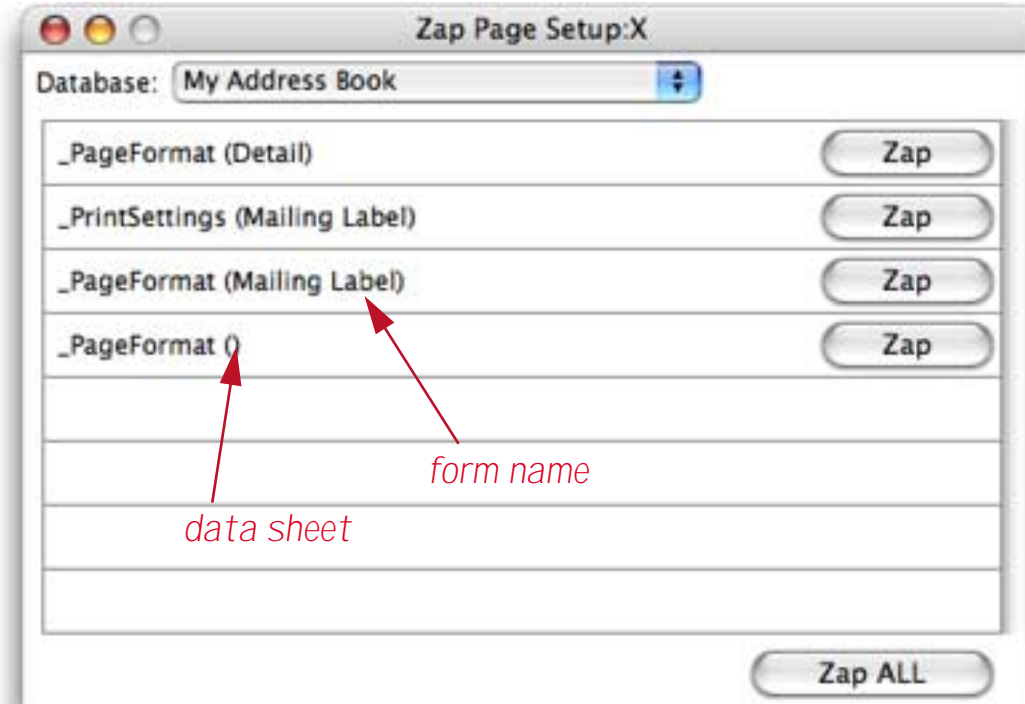 Zap Page Setup:X
Database: My Address Book
_PageFormat (Detail) Zap
_PrintSettings (Mailing Label) Zap
_PageFormat (Mailing Label) Zap
_PageFormat () Zap
form name
data sheet
Zap ALL